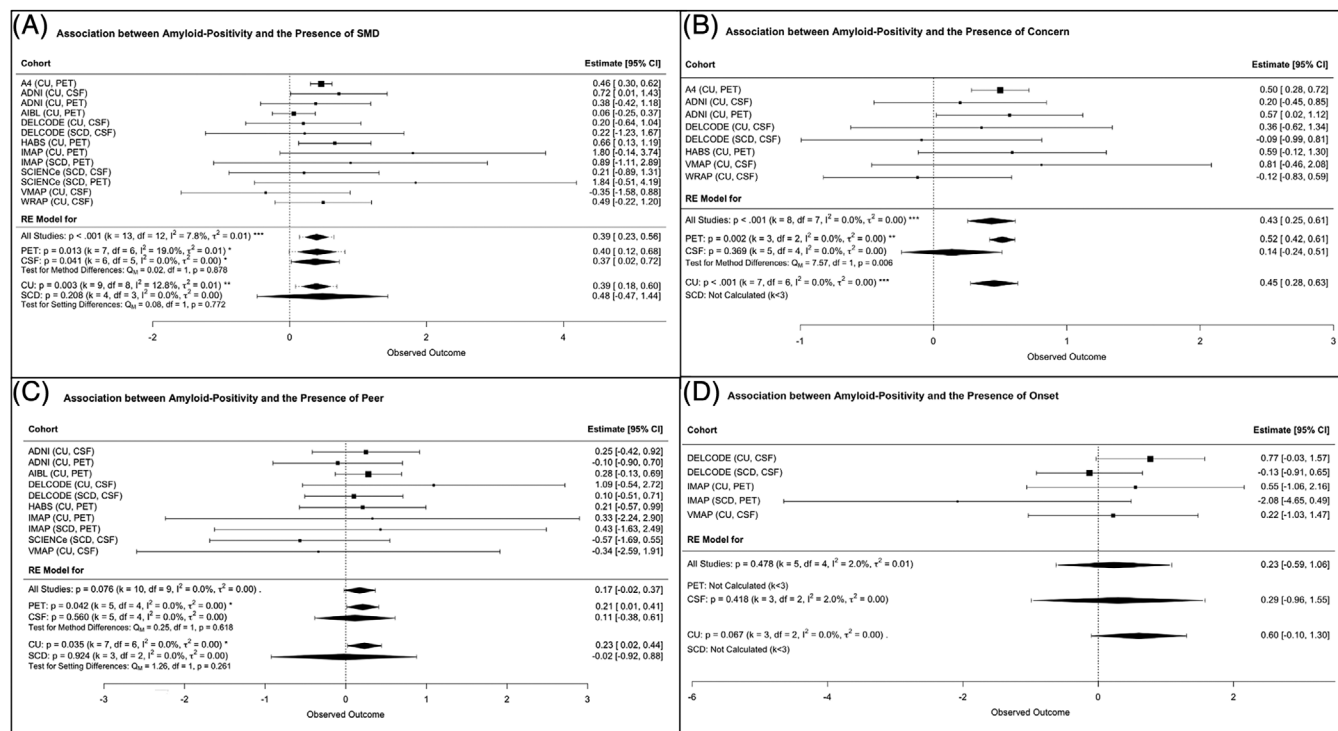 (A) Association between Amyloid-Positivity and the Presence of SMD
Cohort Estimate [95% CI]
A4 (CU, PET) 0.46 [ 0.30, 0.62]
ADNI (CU, CSF) 0.72 [ 0.01, 1.43]
ADNI (CU, PET) 0.38 [-0.42, 1.18]
AIBL (CU, PET) 0.06 [-0.25, 0.37]
DELCODE (CU, CSF) 0.20 [-0.64, 1.04]
DELCODE (SCD, CSF) 0.22 [-1.23, 1.67]
HABS (CU, PET) 0.66 [ 0.13, 1.19]
IMAP (CU, PET) 1.80 [-0.14, 3.74]
IMAP (SCD, PET) 0.89 [-1.11, 2.89]
SCIENCe (SCD, CSF) 0.21 [-0.89, 1.31]
SCIENCe (SCD, PET) 1.84 [-0.51, 4.19]
VMAP (CU, CSF) -0.35 [-1.58, 0.88]
WRAP (CU, CSF) 0.49 [-0.22, 1.20]
RE Model for
All Studies: p < .001 (k = 13, df = 12, I² = 7.8%, τ² = 0.01) *** 0.39 [ 0.23, 0.56]
PET: p = 0.013 (k = 7, df = 6, I² = 19.0%, τ² = 0.01) * 0.40 [ 0.12, 0.68]
CSF: p = 0.041 (k = 6, df = 5, I² = 0.0%, τ² = 0.00) * 0.37 [ 0.02, 0.72]
Test for Method Differences: Q_M = 0.02, df = 1, p = 0.878
CU: p = 0.003 (k = 9, df = 8, I² = 12.8%, τ² = 0.01) ** 0.39 [ 0.18, 0.60]
SCD: p = 0.208 (k = 4, df = 3, I² = 0.0%, τ² = 0.00) 0.48 [-0.47, 1.44]
Test for Setting Differences: Q_M = 0.08, df = 1, p = 0.772
-2 0 2 4
Observed Outcome
(B) Association between Amyloid-Positivity and the Presence of Concern
Cohort Estimate [95% CI]
A4 (CU, PET) 0.50 [ 0.28, 0.72]
ADNI (CU, CSF) 0.20 [-0.45, 0.85]
ADNI (CU, PET) 0.57 [ 0.02, 1.12]
DELCODE (CU, CSF) 0.36 [-0.62, 1.34]
DELCODE (SCD, CSF) -0.09 [-0.99, 0.81]
HABS (CU, PET) 0.59 [-0.12, 1.30]
VMAP (CU, CSF) 0.81 [-0.46, 2.08]
WRAP (CU, CSF) -0.12 [-0.83, 0.59]
RE Model for
All Studies: p < .001 (k = 8, df = 7, I² = 0.0%, τ² = 0.00) *** 0.43 [ 0.25, 0.61]
PET: p = 0.002 (k = 3, df = 2, I² = 0.0%, τ² = 0.00) ** 0.52 [ 0.42, 0.61]
CSF: p = 0.369 (k = 5, df = 4, I² = 0.0%, τ² = 0.00) 0.14 [-0.24, 0.51]
Test for Method Differences: Q_M = 7.57, df = 1, p = 0.006
CU: p < .001 (k = 7, df = 6, I² = 0.0%, τ² = 0.00) *** 0.45 [ 0.28, 0.63]
SCD: Not Calculated (k<3)
-1 0 1 2 3
Observed Outcome
(C) Association between Amyloid-Positivity and the Presence of Peer
Cohort Estimate [95% CI]
ADNI (CU, CSF) 0.25 [-0.42, 0.92]
ADNI (CU, PET) -0.10 [-0.90, 0.70]
AIBL (CU, PET) 0.28 [-0.13, 0.69]
DELCODE (CU, CSF) 1.09 [-0.54, 2.72]
DELCODE (SCD, CSF) 0.10 [-0.51, 0.71]
HABS (CU, PET) 0.21 [-0.57, 0.99]
IMAP (CU, PET) 0.33 [-2.24, 2.90]
IMAP (SCD, PET) 0.43 [-1.63, 2.49]
SCIENCe (SCD, CSF) -0.57 [-1.69, 0.55]
VMAP (CU, CSF) -0.34 [-2.59, 1.91]
RE Model for
All Studies: p = 0.076 (k = 10, df = 9, I² = 0.0%, τ² = 0.00) . 0.17 [-0.02, 0.37]
PET: p = 0.042 (k = 5, df = 4, I² = 0.0%, τ² = 0.00) * 0.21 [ 0.01, 0.41]
CSF: p = 0.560 (k = 5, df = 4, I² = 0.0%, τ² = 0.00) 0.11 [-0.38, 0.61]
Test for Method Differences: Q_M = 0.25, df = 1, p = 0.618
CU: p = 0.035 (k = 7, df = 6, I² = 0.0%, τ² = 0.00) * 0.23 [ 0.02, 0.44]
SCD: p = 0.924 (k = 3, df = 2, I² = 0.0%, τ² = 0.00) -0.02 [-0.92, 0.88]
Test for Setting Differences: Q_M = 1.26, df = 1, p = 0.261
-3 -2 -1 0 1 2 3
Observed Outcome
(D) Association between Amyloid-Positivity and the Presence of Onset
Cohort Estimate [95% CI]
DELCODE (CU, CSF) 0.77 [-0.03, 1.57]
DELCODE (SCD, CSF) -0.13 [-0.91, 0.65]
IMAP (CU, PET) 0.55 [-1.06, 2.16]
IMAP (SCD, PET) -2.08 [-4.65, 0.49]
VMAP (CU, CSF) 0.22 [-1.03, 1.47]
RE Model for
All Studies: p = 0.478 (k = 5, df = 4, I² = 2.0%, τ² = 0.01) 0.23 [-0.59, 1.06]
PET: Not Calculated (k<3)
CSF: p = 0.418 (k = 3, df = 2, I² = 2.0%, τ² = 0.00) 0.29 [-0.96, 1.55]
CU: p = 0.067 (k = 3, df = 2, I² = 0.0%, τ² = 0.00) . 0.60 [-0.10, 1.30]
SCD: Not Calculated (k<3)
-6 -4 -2 0 2
Observed Outcome